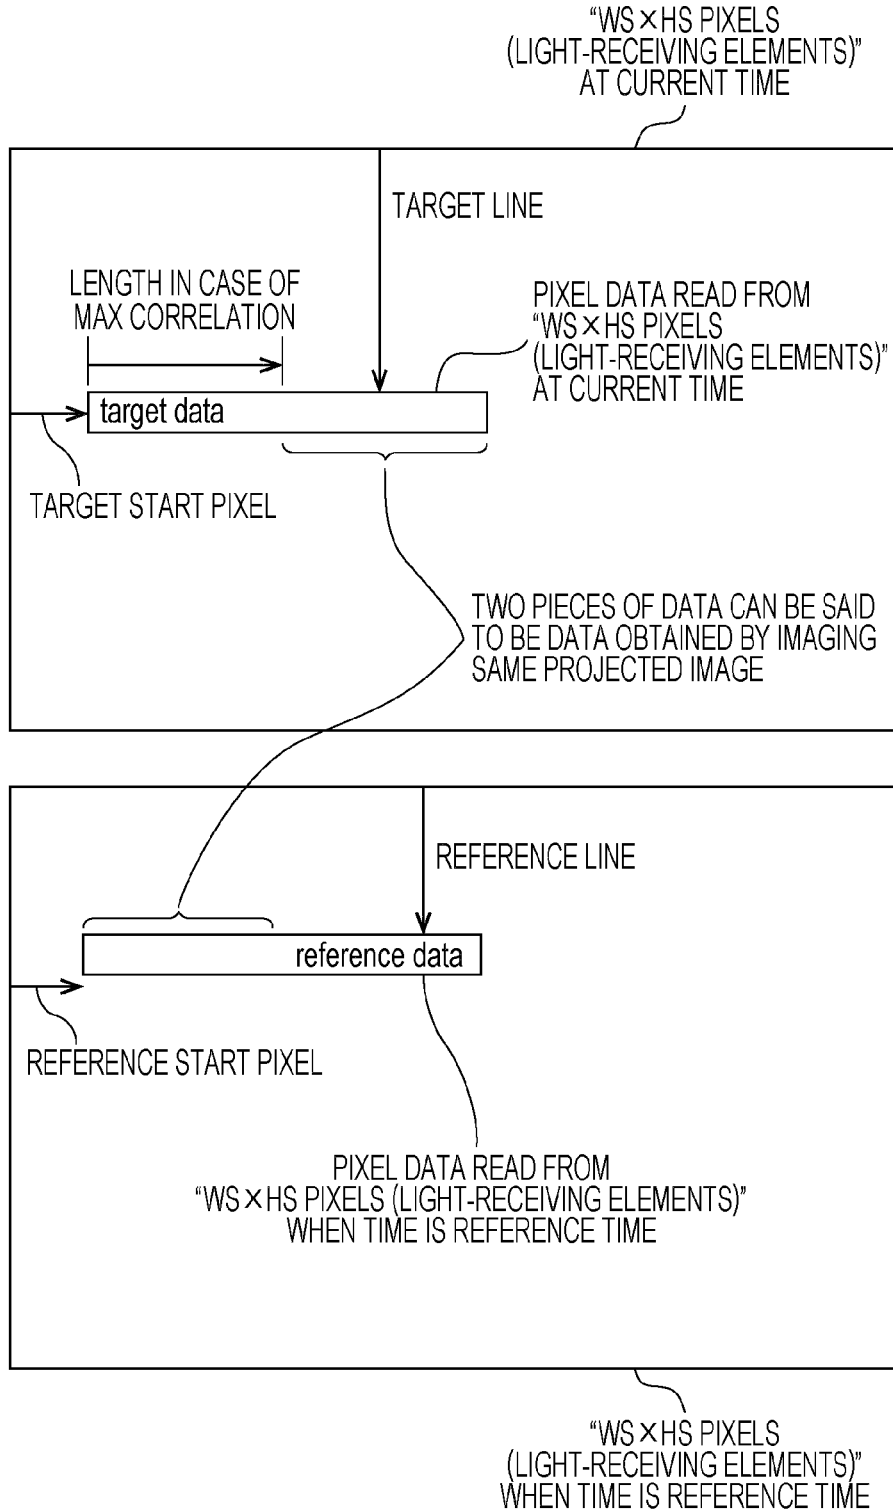 “WS×HS PIXELS
(LIGHT-RECEIVING ELEMENTS)”
AT CURRENT TIME
TARGET LINE
LENGTH IN CASE OF
MAX CORRELATION
PIXEL DATA READ FROM
“WS×HS PIXELS
(LIGHT-RECEIVING ELEMENTS)”
AT CURRENT TIME
target data
TARGET START PIXEL
TWO PIECES OF DATA CAN BE SAID
TO BE DATA OBTAINED BY IMAGING
SAME PROJECTED IMAGE
REFERENCE LINE
reference data
REFERENCE START PIXEL
PIXEL DATA READ FROM
“WS×HS PIXELS (LIGHT-RECEIVING ELEMENTS)”
WHEN TIME IS REFERENCE TIME
“WS×HS PIXELS
(LIGHT-RECEIVING ELEMENTS)”
WHEN TIME IS REFERENCE TIME